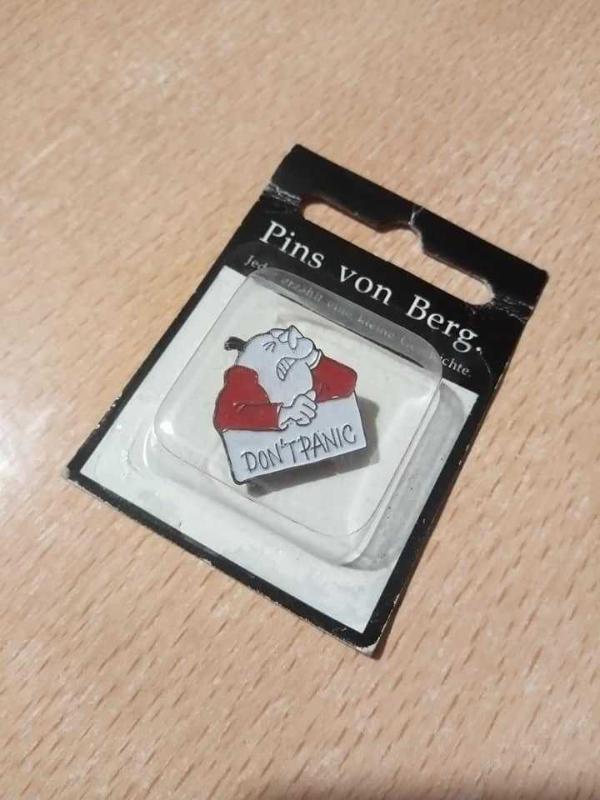 Pins von Berg.
erzählt eine kleine
DON'T PANIC